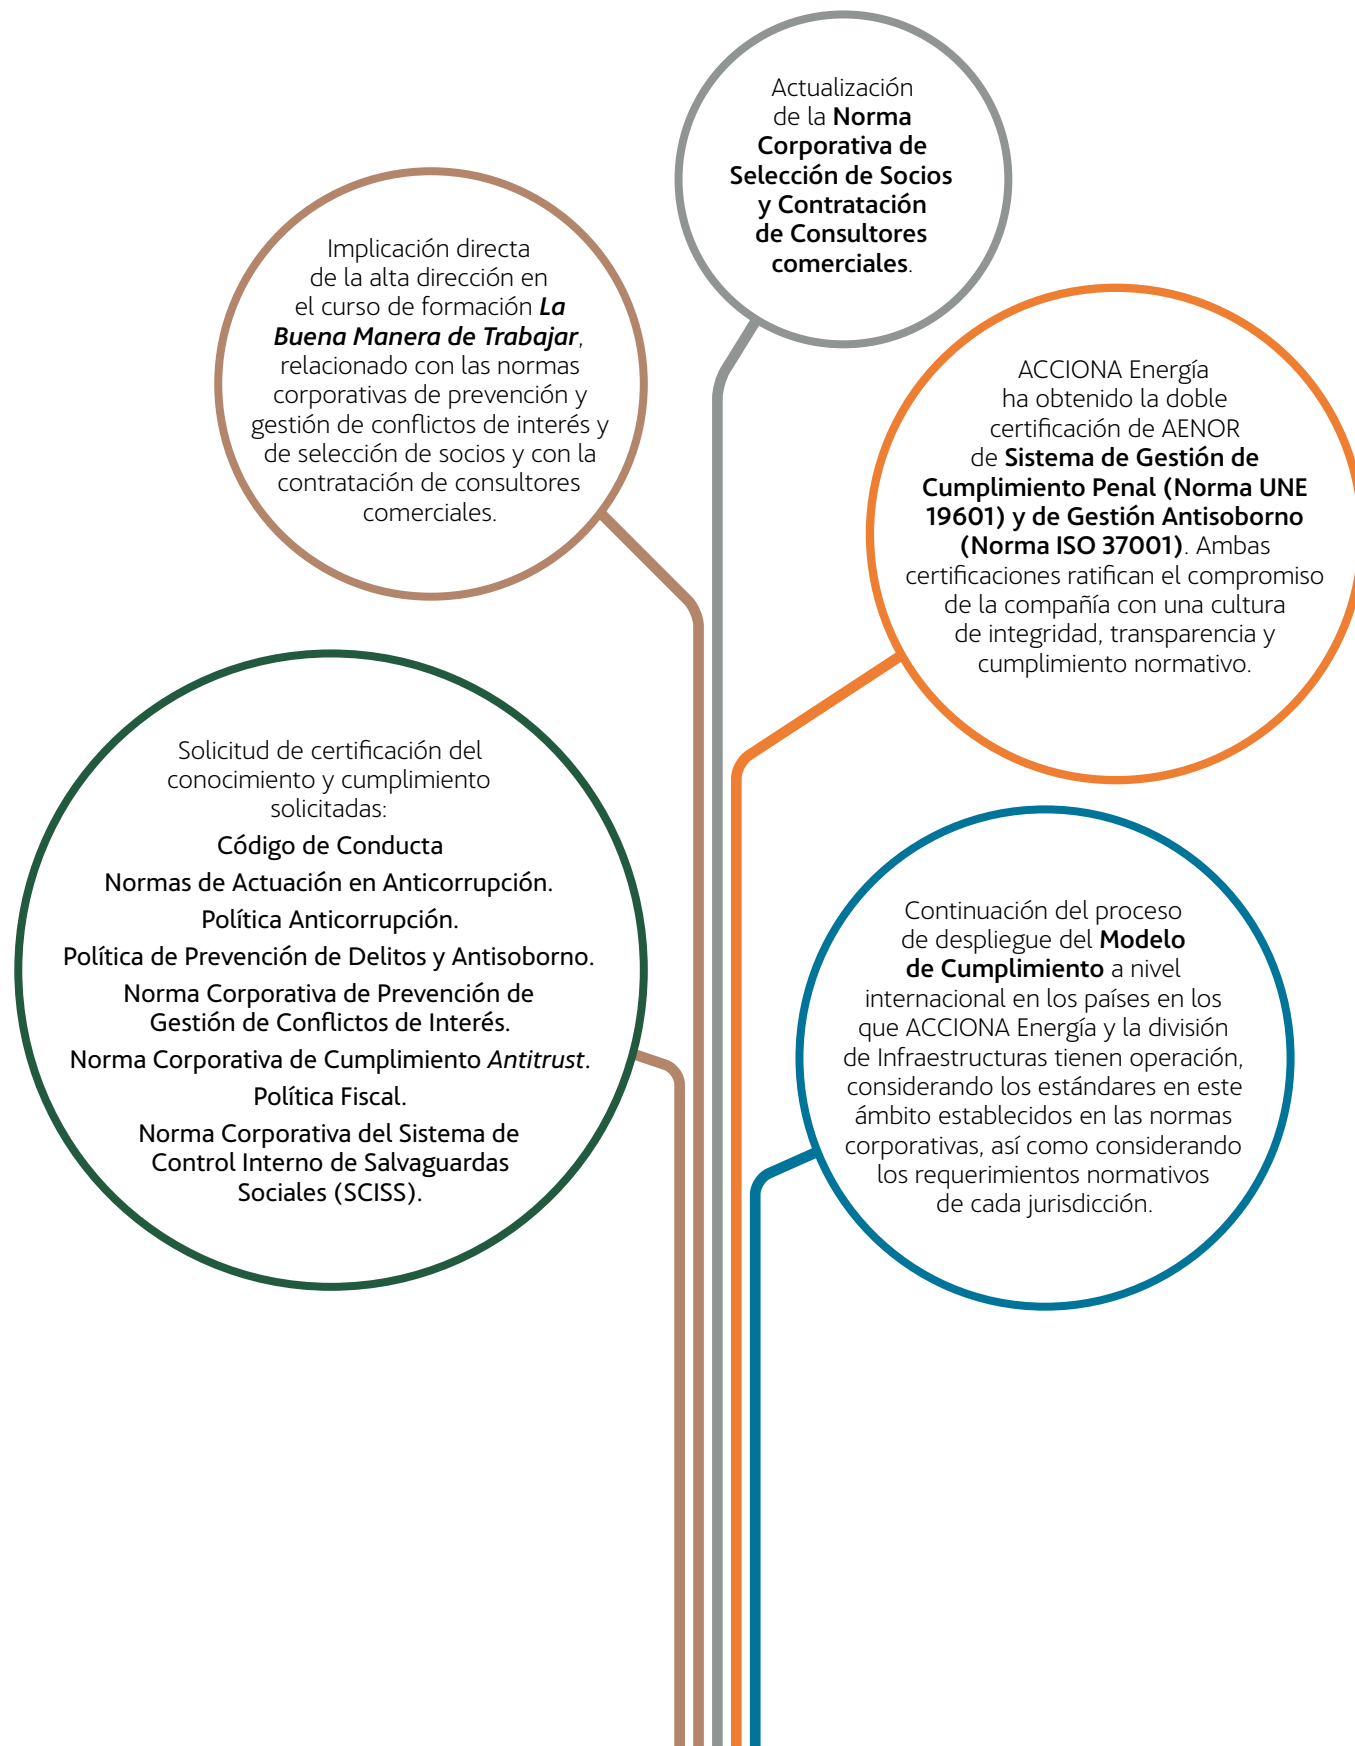 Actualización
de la Norma
Corporativa de
Selección de Socios
y Contratación
de Consultores
comerciales.
Implicación directa
de la alta dirección en
el curso de formación La
Buena Manera de Trabajar,
relacionado con las normas
corporativas de prevención y
gestión de conflictos de interés y
de selección de socios y con la
contratación de consultores
comerciales.
ACCIONA Energía
ha obtenido la doble
certificación de AENOR
de Sistema de Gestión de
Cumplimiento Penal (Norma UNE
19601) y de Gestión Antisoborno
(Norma ISO 37001). Ambas
certificaciones ratifican el compromiso
de la compañía con una cultura
de integridad, transparencia y
cumplimiento normativo.
Solicitud de certificación del
conocimiento y cumplimiento
solicitadas:
Código de Conducta
Normas de Actuación en Anticorrupción.
Política Anticorrupción.
Política de Prevención de Delitos y Antisoborno.
Norma Corporativa de Prevención de
Gestión de Conflictos de Interés.
Norma Corporativa de Cumplimiento Antitrust.
Política Fiscal.
Norma Corporativa del Sistema de
Control Interno de Salvaguardas
Sociales (SCISS).
Continuación del proceso
de despliegue del Modelo
de Cumplimiento a nivel
internacional en los países en los
que ACCIONA Energía y la división
de Infraestructuras tienen operación,
considerando los estándares en este
ámbito establecidos en las normas
corporativas, así como considerando
los requerimientos normativos
de cada jurisdicción.